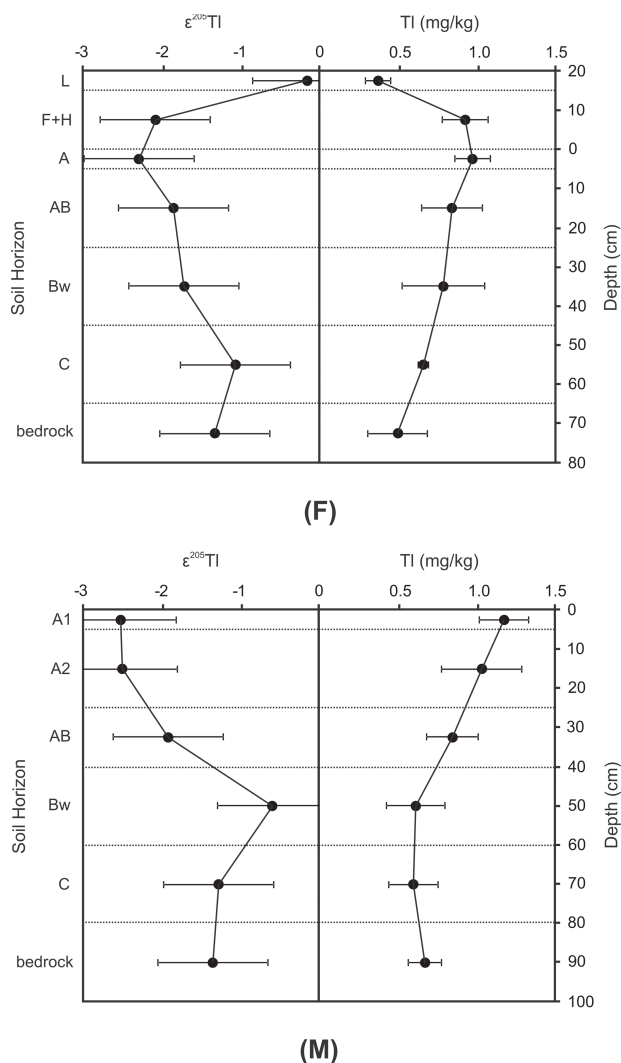 ε²⁰⁵Tl Tl (mg/kg)
-3 -2 -1 0 0.5 1.0 1.5
L
F+H
A
AB
Bw
C
bedrock
Soil Horizon
20
10
0
10
20
30
40
50
60
70
80
Depth (cm)
(F)
ε²⁰⁵Tl Tl (mg/kg)
-3 -2 -1 0 0.5 1.0 1.5
A1
A2
AB
Bw
C
bedrock
Soil Horizon
0
10
20
30
40
50
60
70
80
90
100
Depth (cm)
(M)